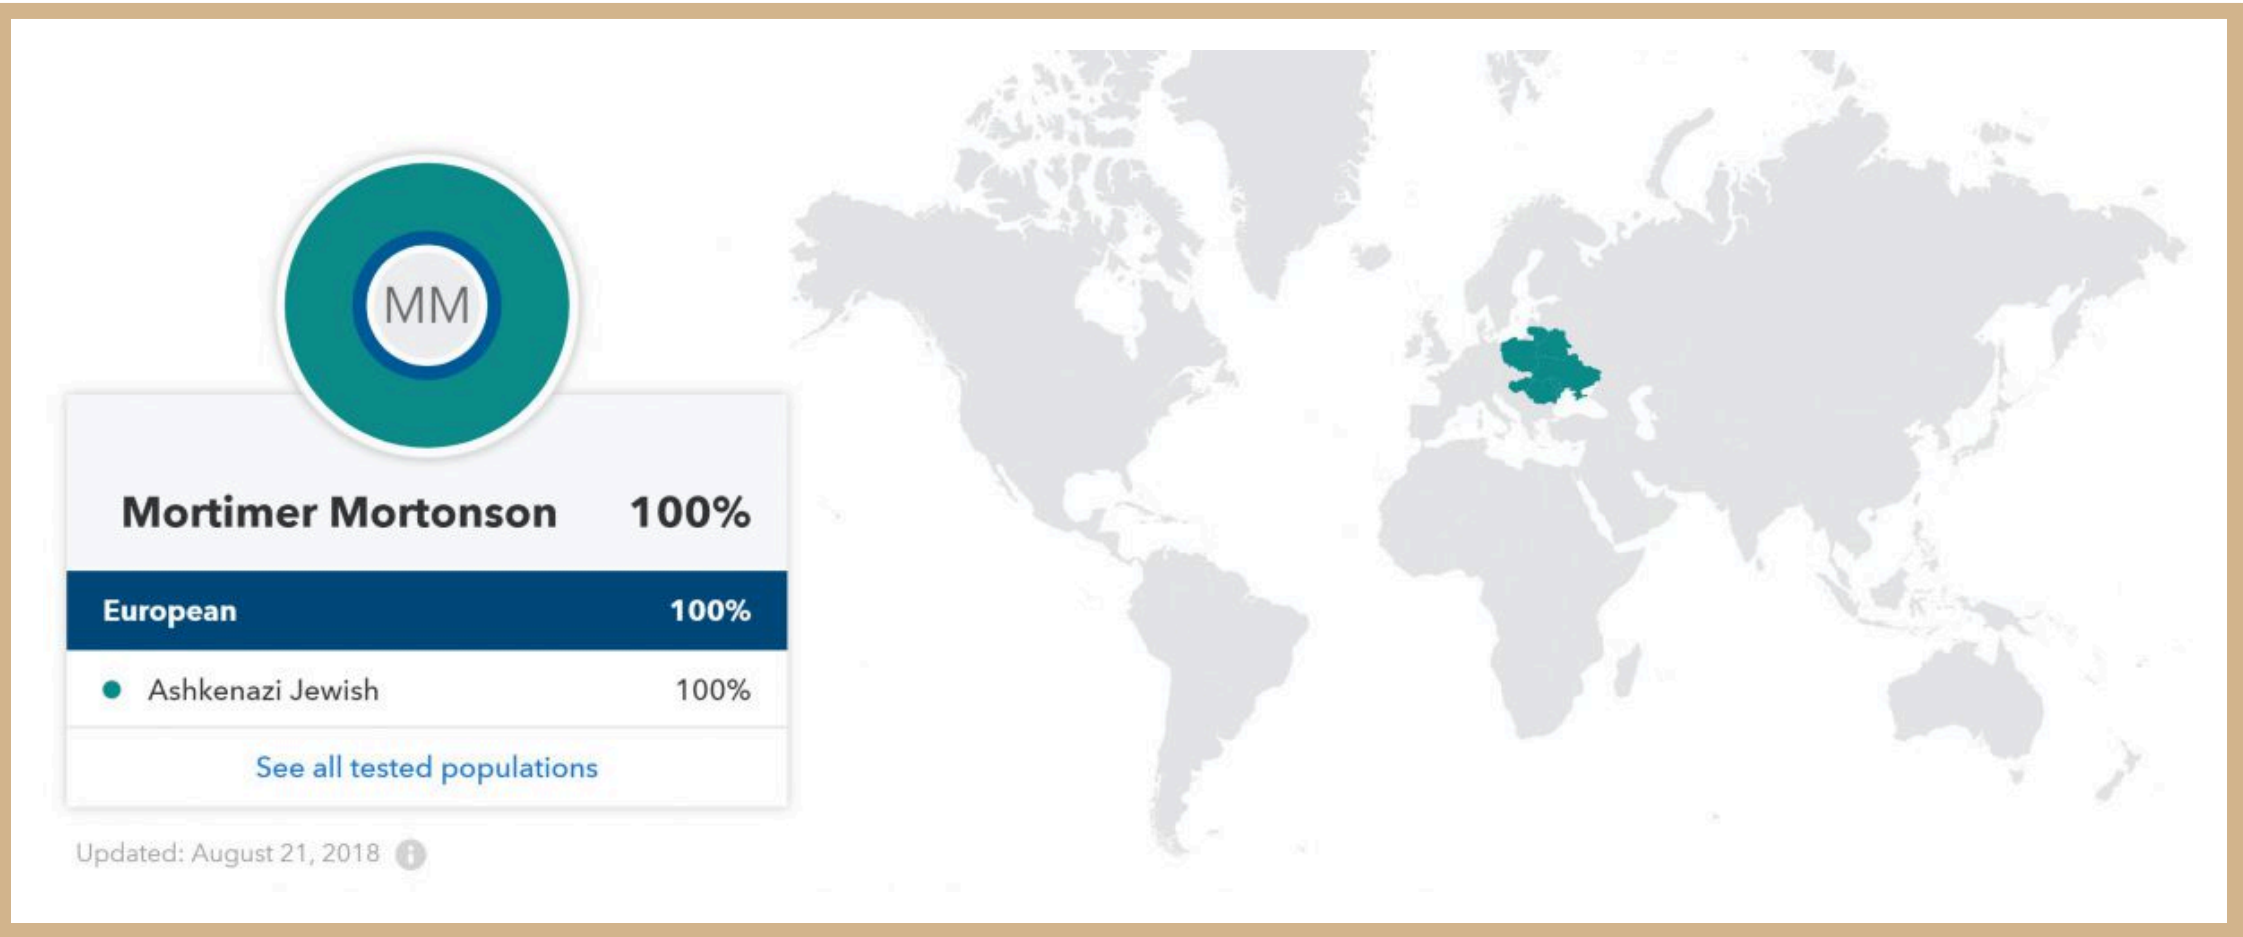 MM
Mortimer Mortonson 100%
European 100%
Ashkenazi Jewish 100%
See all tested populations
Updated: August 21, 2018 i